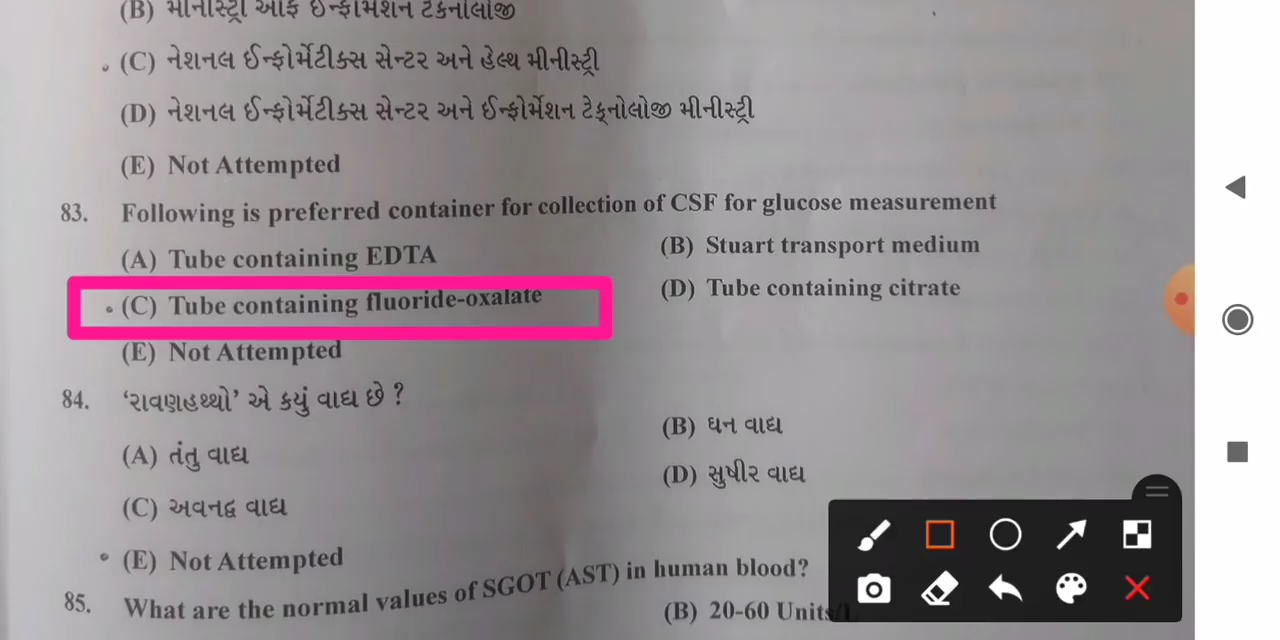 (B) મીનીસ્ટ્રી ઓફ ઈન્ફોર્મેશન ટેકનોલોજી
(C) નેશનલ ઈન્ફોર્મેટીક્સ સેન્ટર અને હેલ્થ મીનીસ્ટ્રી
(D) નેશનલ ઈન્ફોર્મેટીક્સ સેન્ટર અને ઈન્ફોર્મેશન ટેક્નોલોજી મીનીસ્ટ્રી
(E) Not Attempted
83. Following is preferred container for collection of CSF for glucose measurement
(A) Tube containing EDTA
(B) Stuart transport medium
(C) Tube containing fluoride-oxalate
(D) Tube containing citrate
(E) Not Attempted
84. ‘રાવણહથ્થો’ એ કયું વાદ્ય છે ?
(A) તંતુ વાદ્ય
(B) ઘન વાદ્ય
(C) અવનદ્ધ વાદ્ય
(D) સુષીર વાદ્ય
(E) Not Attempted
85. What are the normal values of SGOT (AST) in human blood?
(B) 20-60 Units/L